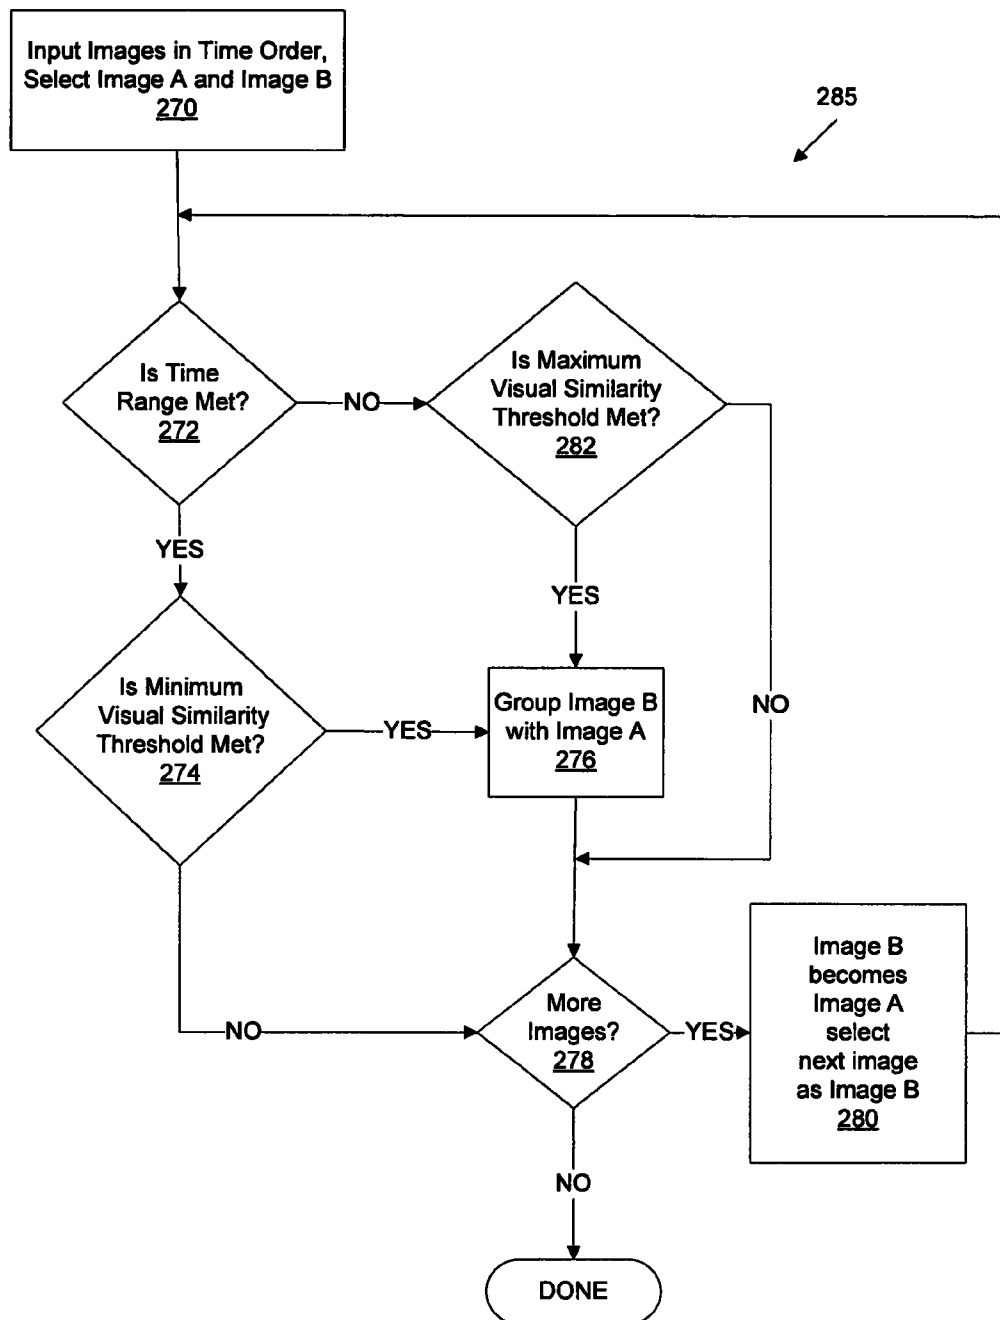 Input Images in Time Order,
Select Image A and Image B
270
285
Is Time
Range Met?
272
NO
Is Maximum
Visual Similarity
Threshold Met?
282
YES
YES
Is Minimum
Visual Similarity
Threshold Met?
274
YES
Group Image B
with Image A
276
NO
NO
More
Images?
278
YES
Image B
becomes
Image A
select
next image
as Image B
280
NO
DONE